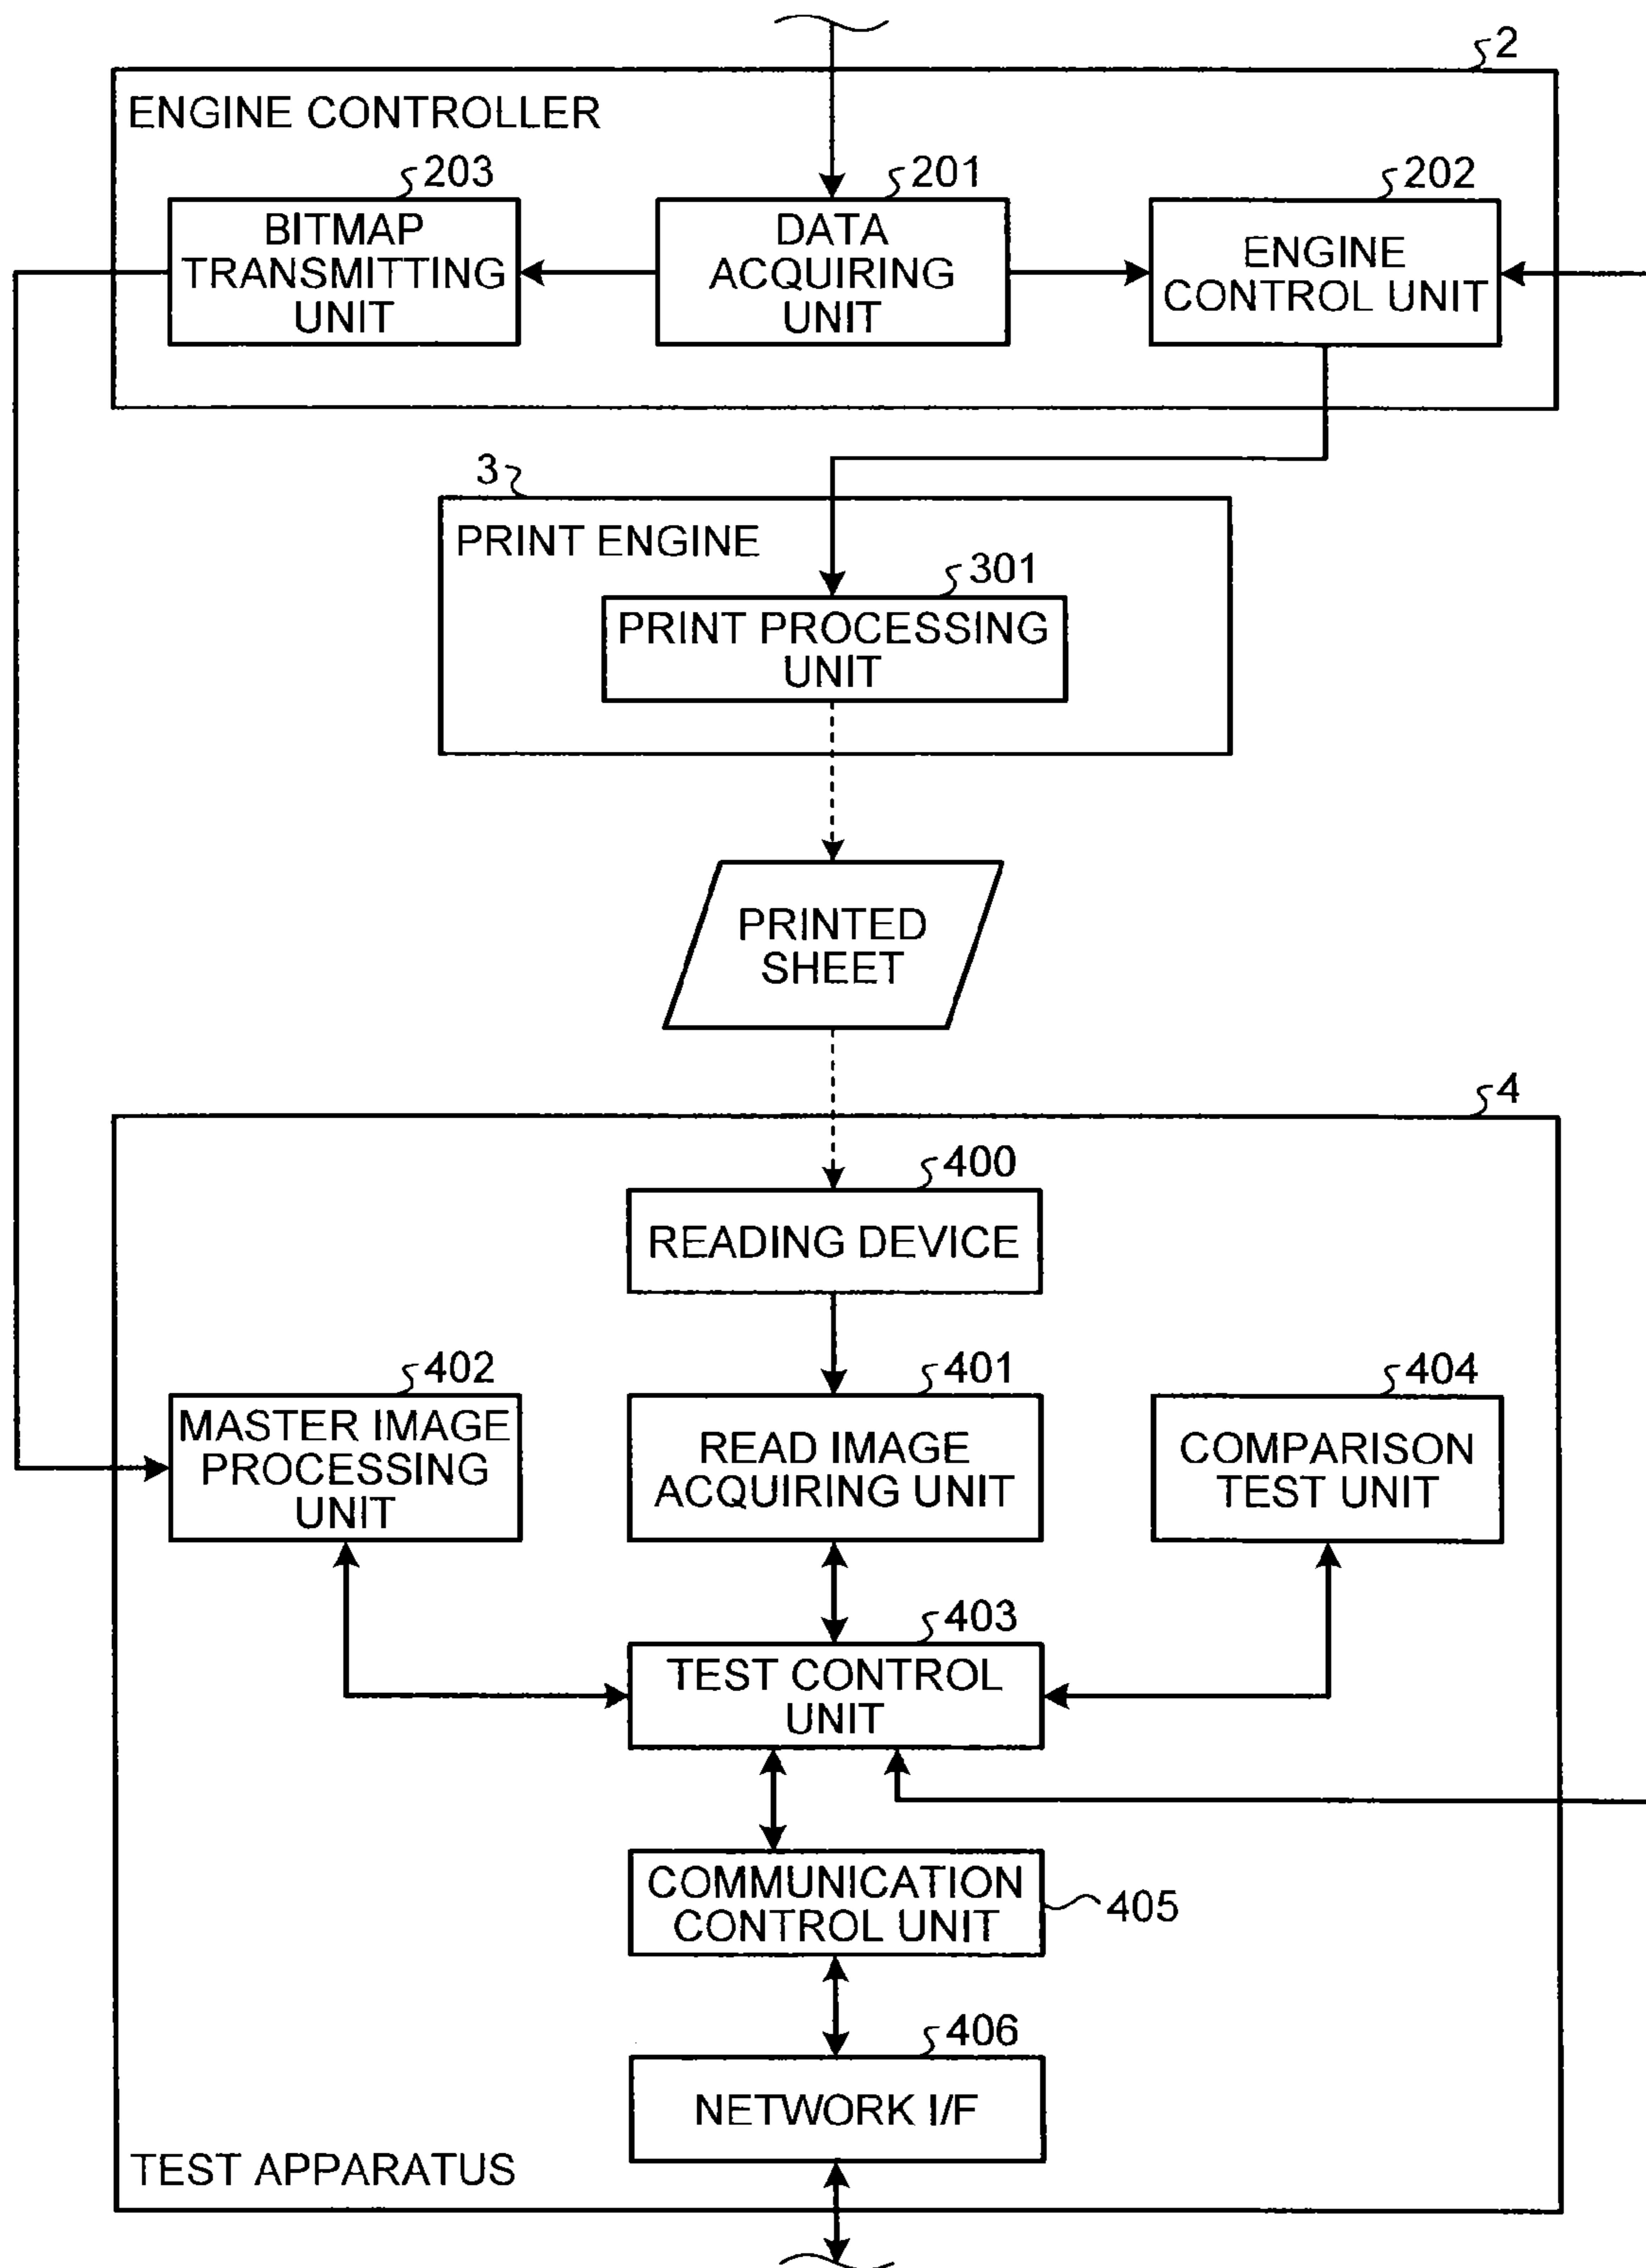 2
ENGINE CONTROLLER
203
201
202
BITMAP
TRANSMITTING
UNIT
DATA
ACQUIRING
UNIT
ENGINE
CONTROL UNIT
3
PRINT ENGINE
301
PRINT PROCESSING
UNIT
PRINTED
SHEET
4
400
READING DEVICE
402
401
404
MASTER IMAGE
PROCESSING
UNIT
READ IMAGE
ACQUIRING UNIT
COMPARISON
TEST UNIT
403
TEST CONTROL
UNIT
COMMUNICATION
CONTROL UNIT
405
406
NETWORK I/F
TEST APPARATUS